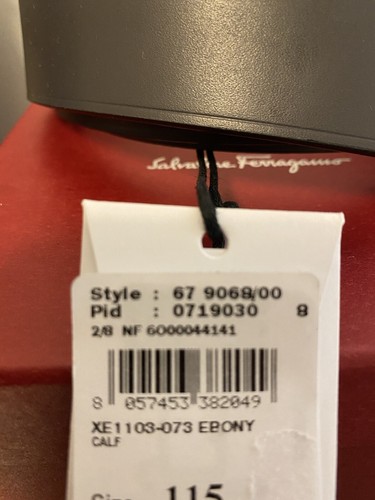 Salvatore Ferragamo
Style : 67 9068/00
Pid : 0719030 8
2/8 NF 6000044141
8 057453 382049
XE1103-073 EBONY
CALF
Size 115